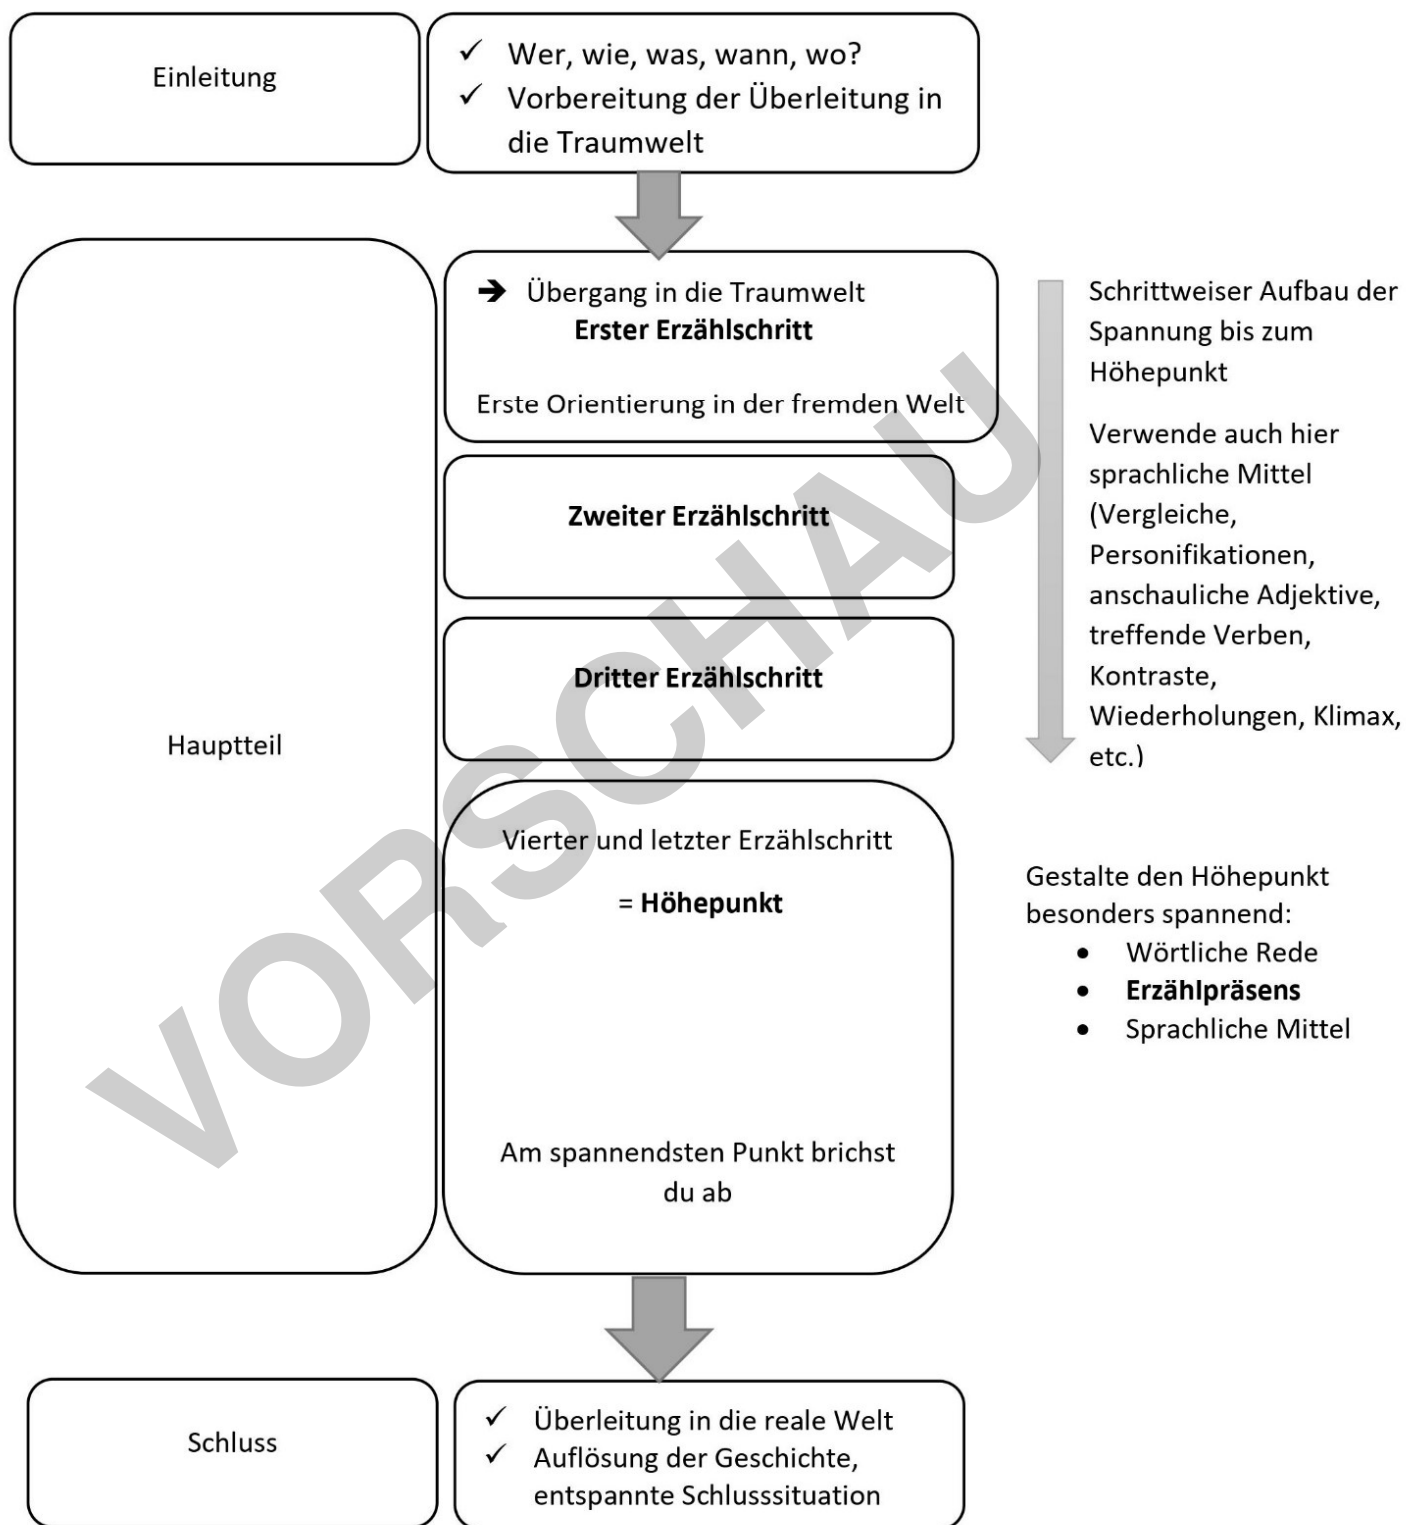 Einleitung
✓ Wer, wie, was, wann, wo?
✓ Vorbereitung der Überleitung in
die Traumwelt
Hauptteil
➔ Übergang in die Traumwelt
Erster Erzählschritt
Erste Orientierung in der fremden Welt
Zweiter Erzählschritt
Dritter Erzählschritt
Vierter und letzter Erzählschritt
= Höhepunkt
Am spannendsten Punkt brichst
du ab
Schrittweiser Aufbau der
Spannung bis zum
Höhepunkt
Verwende auch hier
sprachliche Mittel
(Vergleiche,
Personifikationen,
anschauliche Adjektive,
treffende Verben,
Kontraste,
Wiederholungen, Klimax,
etc.)
Gestalte den Höhepunkt
besonders spannend:
• Wörtliche Rede
• Erzählpräsens
• Sprachliche Mittel
Schluss
✓ Überleitung in die reale Welt
✓ Auflösung der Geschichte,
entspannte Schlusssituation
VORSCHAU